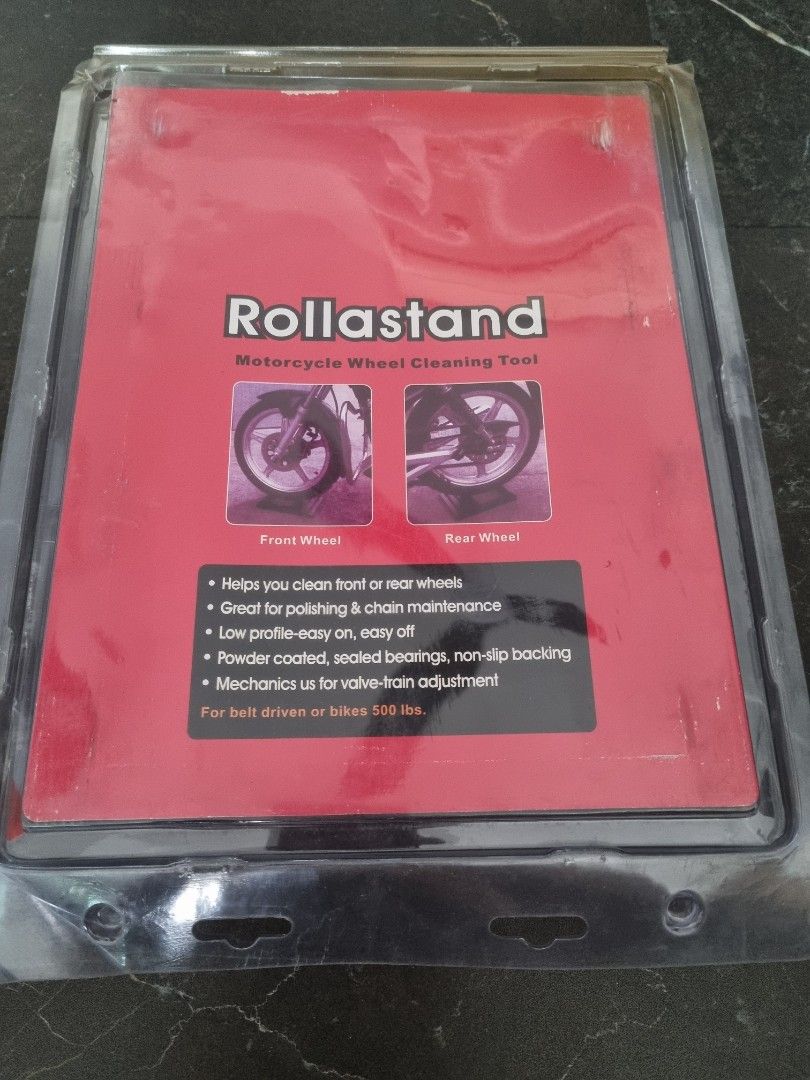 Rollastand
Motorcycle Wheel Cleaning Tool
Front Wheel Rear Wheel
• Helps you clean front or rear wheels
• Great for polishing & chain maintenance
• Low profile-easy on, easy off
• Powder coated, sealed bearings, non-slip backing
• Mechanics us for valve-train adjustment
For belt driven or bikes 500 lbs.